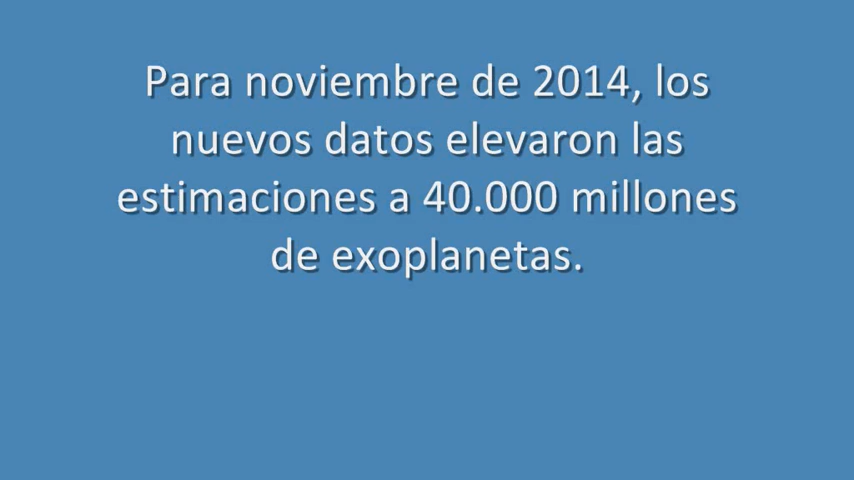 Para noviembre de 2014, los
nuevos datos elevaron las
estimaciones a 40.000 millones
de exoplanetas.